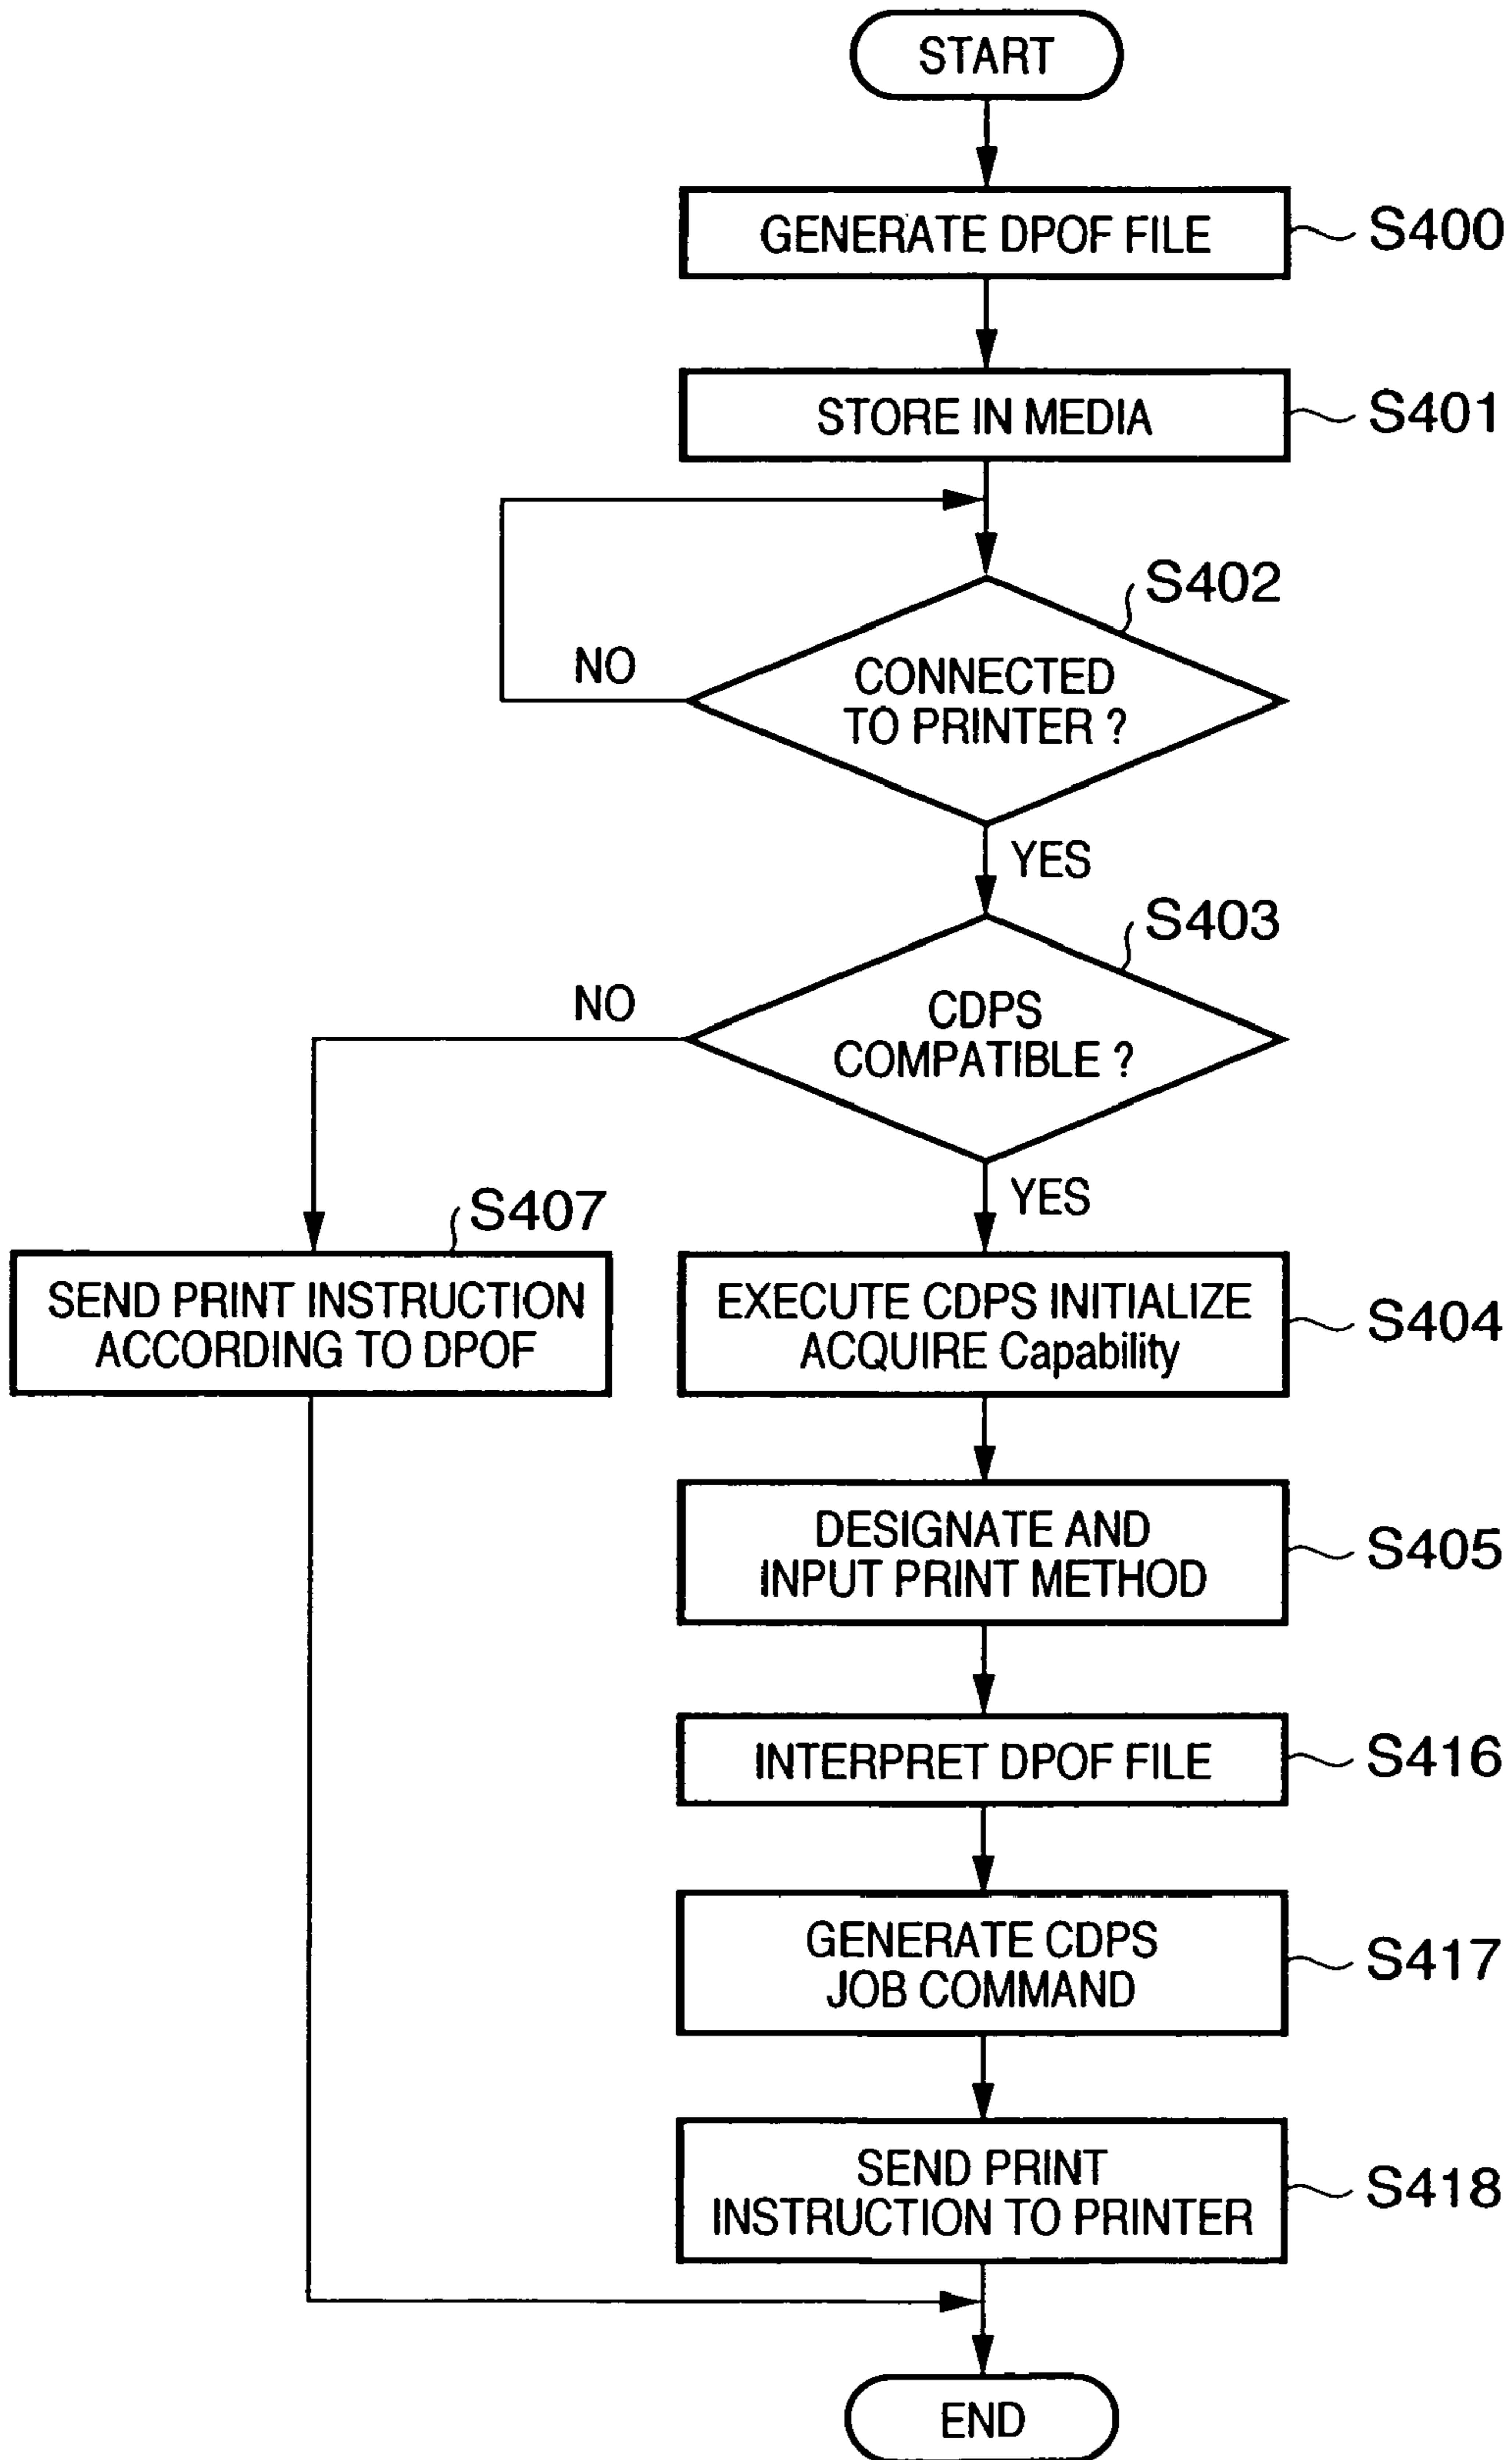 START
GENERATE DPOF FILE
S400
STORE IN MEDIA
S401
S402
NO
CONNECTED
TO PRINTER ?
YES
S403
NO
CDPS
COMPATIBLE ?
YES
S407
SEND PRINT INSTRUCTION
ACCORDING TO DPOF
EXECUTE CDPS INITIALIZE
ACQUIRE Capability
S404
DESIGNATE AND
INPUT PRINT METHOD
S405
INTERPRET DPOF FILE
S416
GENERATE CDPS
JOB COMMAND
S417
SEND PRINT
INSTRUCTION TO PRINTER
S418
END